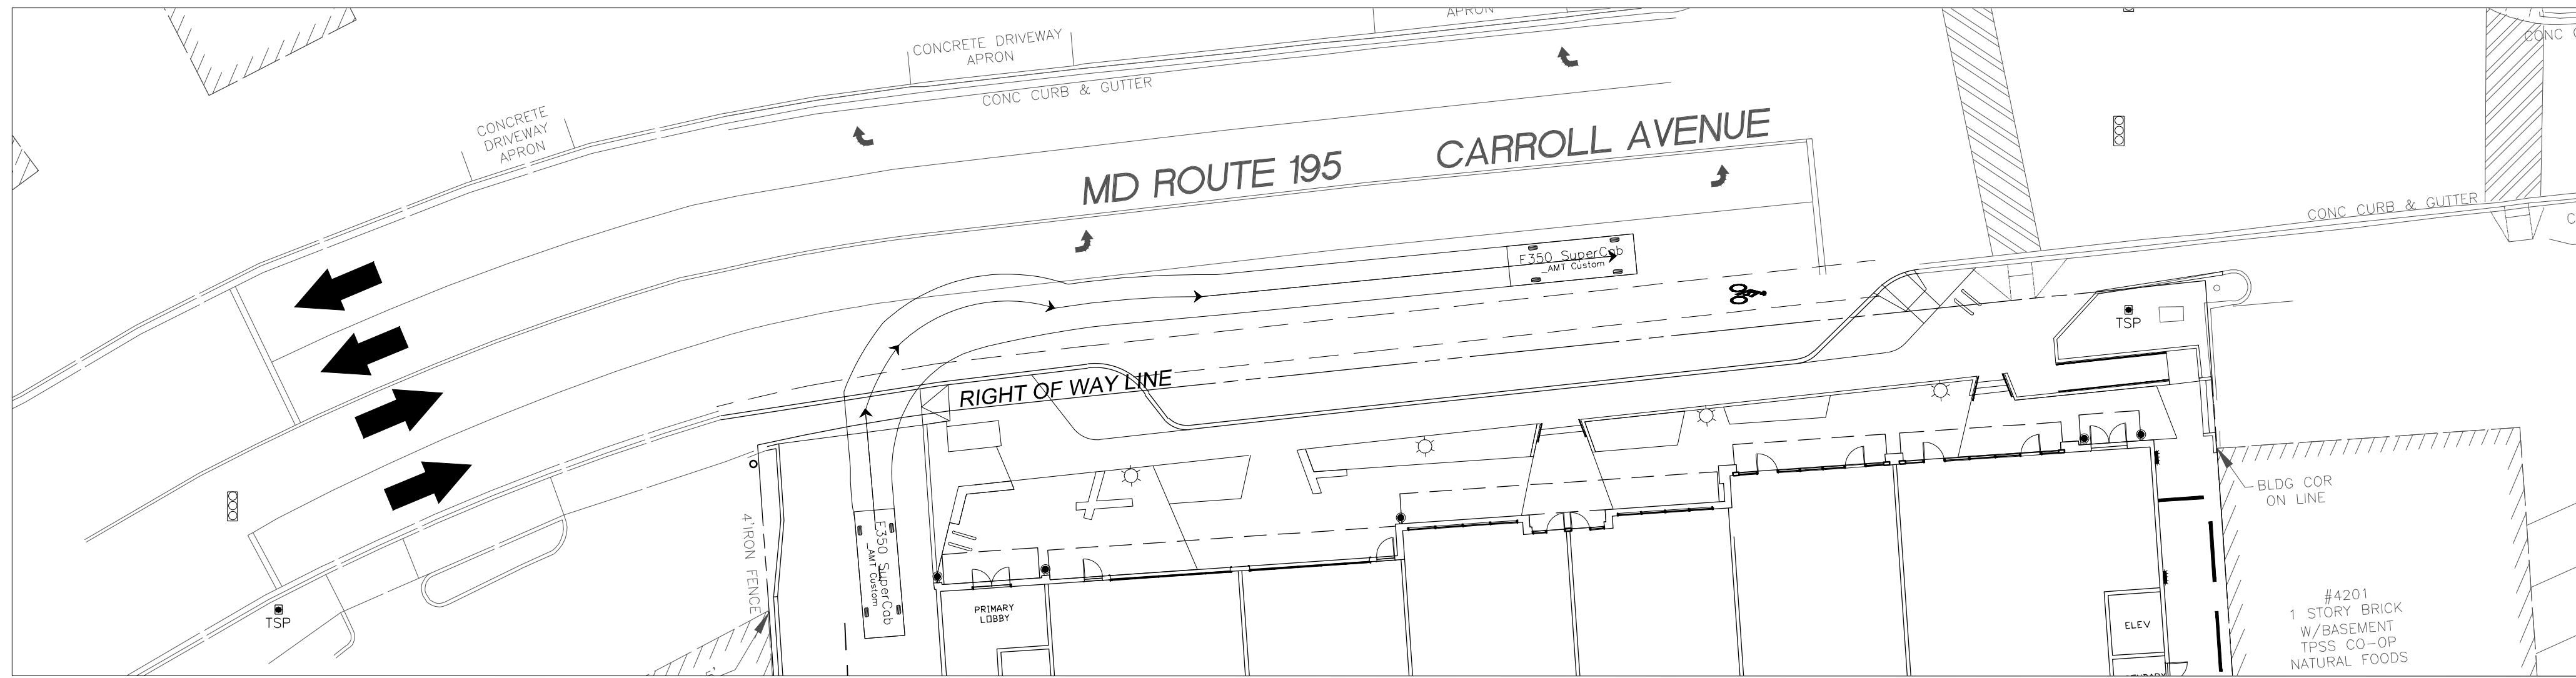 APRON
CONC
CONCRETE DRIVEWAY
APRON
CONC CURB & GUTTER
CONCRETE
DRIVEWAY
APRON
MD ROUTE 195
CARROLL AVENUE
CONC CURB & GUTTER
F350 SuperCab
_AMT Custom
TSP
RIGHT OF WAY LINE
BLDG COR
ON LINE
4' IRON FENCE
F350 SuperCab
_AMT Custom
TSP
PRIMARY
LOBBY
ELEV
#4201
1 STORY BRICK
W/BASEMENT
TPSS CO-OP
NATURAL FOODS